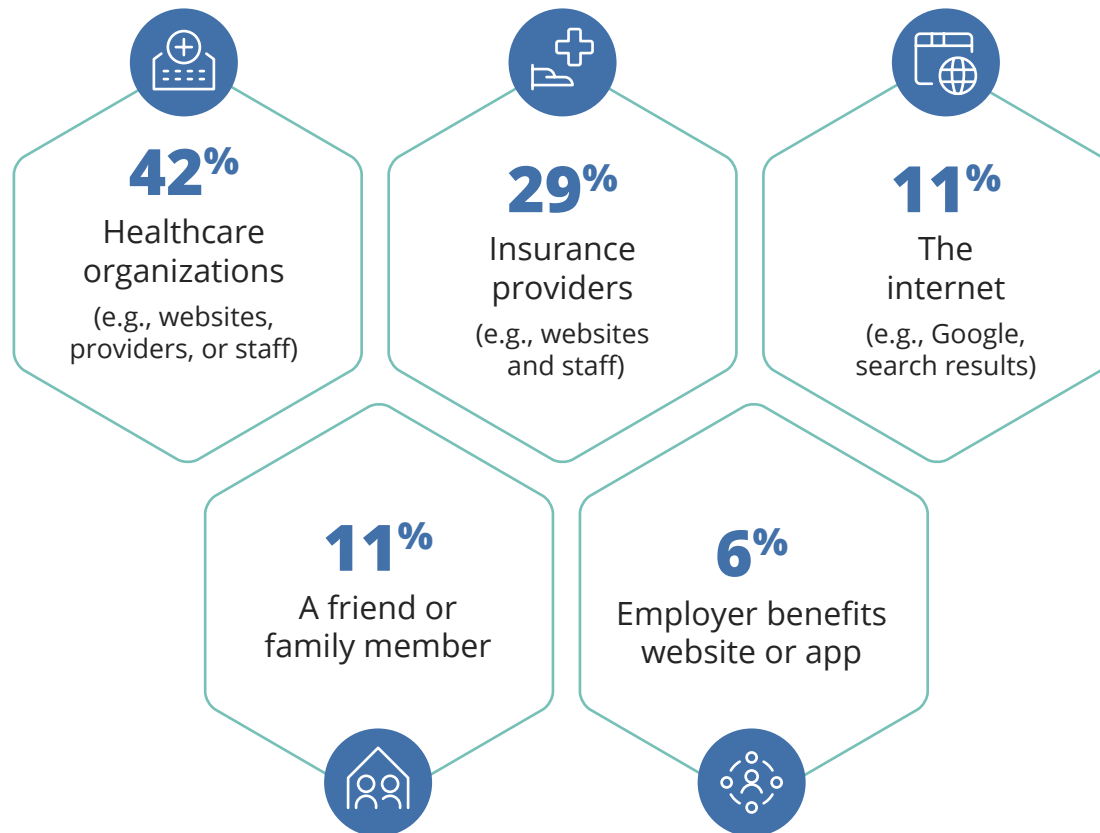 42%
Healthcare
organizations
(e.g., websites,
providers, or staff)
29%
Insurance
providers
(e.g., websites
and staff)
11%
The
internet
(e.g., Google,
search results)
11%
A friend or
family member
6%
Employer benefits
website or app